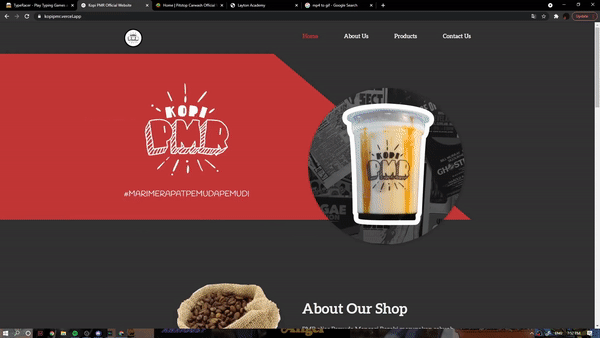 TypeRacer - Play Typing Games
Kopi PMR Official Website
Home | Pitstop Carwash Official
Layton Academy
mp4 to gif - Google Search
Update
kopipmr.vercel.app
Home
About Us
Products
Contact Us
KOPI
PMR
#MARIMERAPATPEMUDAPEMUDI
KOPI
PMR
About Our Shop
ENG